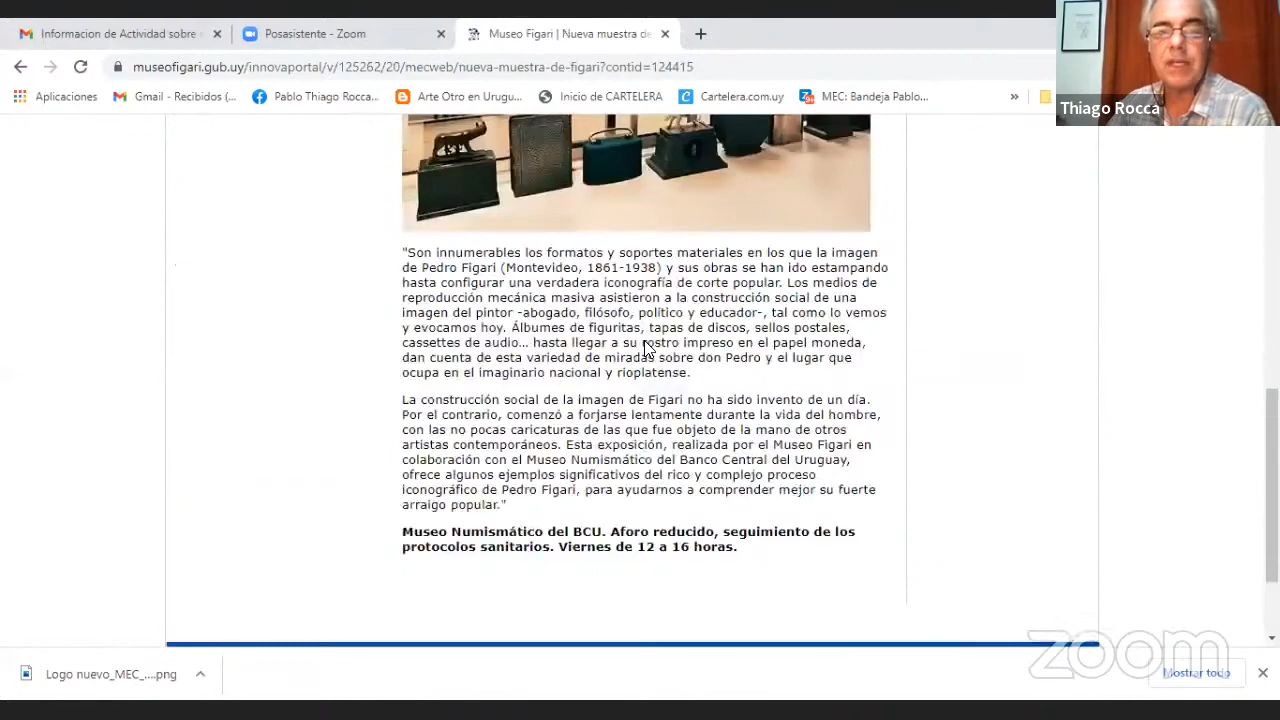 Informacion de Actividad sobre
Posasistente - Zoom
Museo Figari | Nueva muestra de
museofigari.gub.uy/innovaportal/v/125262/20/mecweb/nueva-muestra-de-figari?contid=124415
Aplicaciones
Gmail - Recibidos (...
Pablo Thiago Rocca...
Arte Otro en Urugu...
Inicio de CARTELERA
Cartelera.com.uy
MEC: Bandeja Pablo...
»
Thiago Rocca
"Son innumerables los formatos y soportes materiales en los que la imagen
de Pedro Figari (Montevideo, 1861-1938) y sus obras se han ido estampando
hasta configurar una verdadera iconografía de corte popular. Los medios de
reproducción mecánica masiva asistieron a la construcción social de una
imagen del pintor -abogado, filósofo, político y educador-, tal como lo vemos
y evocamos hoy. Álbumes de figuritas, tapas de discos, sellos postales,
cassettes de audio... hasta llegar a su rostro impreso en el papel moneda,
dan cuenta de esta variedad de miradas sobre don Pedro y el lugar que
ocupa en el imaginario nacional y rioplatense.
La construcción social de la imagen de Figari no ha sido invento de un día.
Por el contrario, comenzó a forjarse lentamente durante la vida del hombre,
con las no pocas caricaturas de las que fue objeto de la mano de otros
artistas contemporáneos. Esta exposición, realizada por el Museo Figari en
colaboración con el Museo Numismático del Banco Central del Uruguay,
ofrece algunos ejemplos significativos del rico y complejo proceso
iconográfico de Pedro Figari, para ayudarnos a comprender mejor su fuerte
arraigo popular."
Museo Numismático del BCU. Aforo reducido, seguimiento de los
protocolos sanitarios. Viernes de 12 a 16 horas.
zoom
Logo nuevo_MEC_....png
Mostrar todo